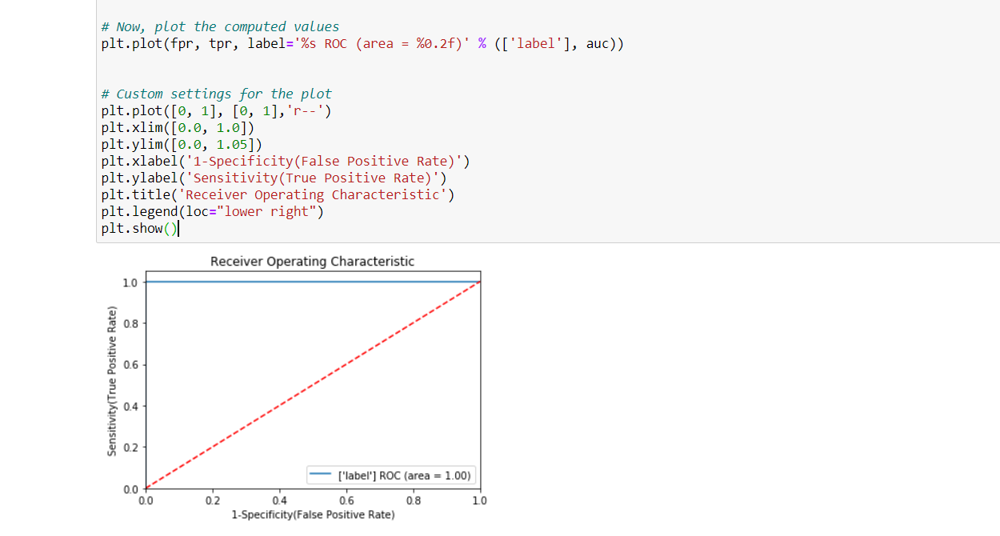 # Now, plot the computed values
plt.plot(fpr, tpr, label='%s ROC (area = %0.2f)' % (['label'], auc))
# Custom settings for the plot
plt.plot([0, 1], [0, 1],'r--')
plt.xlim([0.0, 1.0])
plt.ylim([0.0, 1.05])
plt.xlabel('1-Specificity(False Positive Rate)')
plt.ylabel('Sensitivity(True Positive Rate)')
plt.title('Receiver Operating Characteristic')
plt.legend(loc="lower right")
plt.show()
Receiver Operating Characteristic
Sensitivity(True Positive Rate)
1.0
0.8
0.6
0.4
0.2
0.0
['label'] ROC (area = 1.00)
0.0 0.2 0.4 0.6 0.8 1.0
1-Specificity(False Positive Rate)